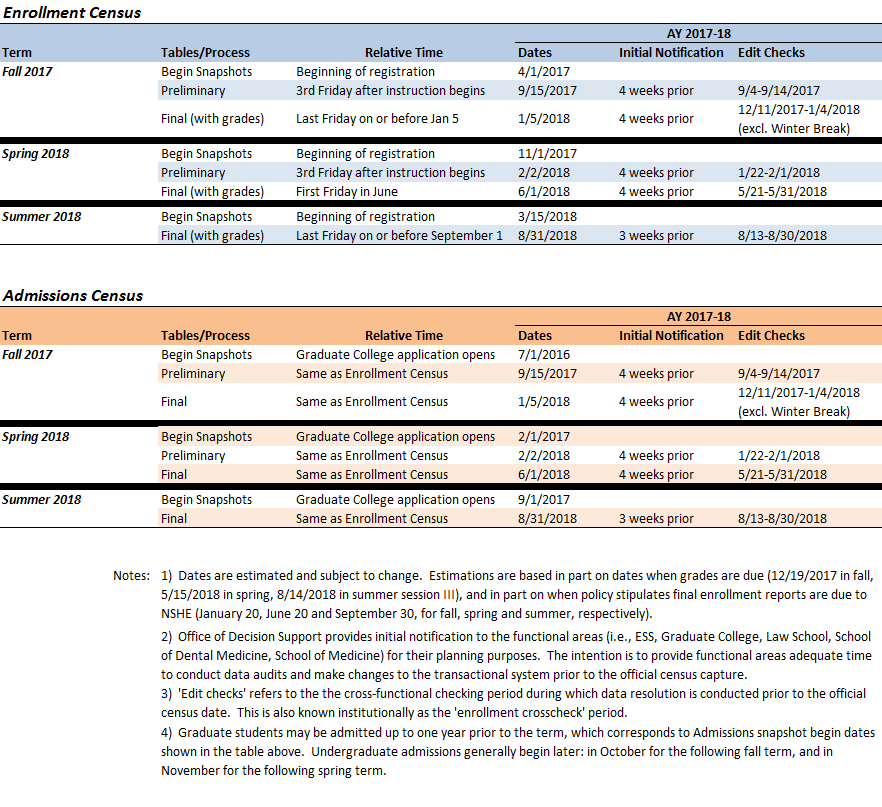 Enrollment Census
AY 2017-18
Term Tables/Process Relative Time Dates Initial Notification Edit Checks
Fall 2017 Begin Snapshots Beginning of registration 4/1/2017
Preliminary 3rd Friday after instruction begins 9/15/2017 4 weeks prior 9/4-9/14/2017
Final (with grades) Last Friday on or before Jan 5 1/5/2018 4 weeks prior 12/11/2017-1/4/2018
(excl. Winter Break)
Spring 2018 Begin Snapshots Beginning of registration 11/1/2017
Preliminary 3rd Friday after instruction begins 2/2/2018 4 weeks prior 1/22-2/1/2018
Final (with grades) First Friday in June 6/1/2018 4 weeks prior 5/21-5/31/2018
Summer 2018 Begin Snapshots Beginning of registration 3/15/2018
Final (with grades) Last Friday on or before September 1 8/31/2018 3 weeks prior 8/13-8/30/2018
Admissions Census
AY 2017-18
Term Tables/Process Relative Time Dates Initial Notification Edit Checks
Fall 2017 Begin Snapshots Graduate College application opens 7/1/2016
Preliminary Same as Enrollment Census 9/15/2017 4 weeks prior 9/4-9/14/2017
Final Same as Enrollment Census 1/5/2018 4 weeks prior 12/11/2017-1/4/2018
(excl. Winter Break)
Spring 2018 Begin Snapshots Graduate College application opens 2/1/2017
Preliminary Same as Enrollment Census 2/2/2018 4 weeks prior 1/22-2/1/2018
Final Same as Enrollment Census 6/1/2018 4 weeks prior 5/21-5/31/2018
Summer 2018 Begin Snapshots Graduate College application opens 9/1/2017
Final Same as Enrollment Census 8/31/2018 3 weeks prior 8/13-8/30/2018
Notes: 1) Dates are estimated and subject to change. Estimations are based in part on dates when grades are due (12/19/2017 in fall,
5/15/2018 in spring, 8/14/2018 in summer session III), and in part on when policy stipulates final enrollment reports are due to
NSHE (January 20, June 20 and September 30, for fall, spring and summer, respectively).
2) Office of Decision Support provides initial notification to the functional areas (i.e., ESS, Graduate College, Law School, School
of Dental Medicine, School of Medicine) for their planning purposes. The intention is to provide functional areas adequate time
to conduct data audits and make changes to the transactional system prior to the official census capture.
3) 'Edit checks' refers to the the cross-functional checking period during which data resolution is conducted prior to the official
census date. This is also known institutionally as the 'enrollment crosscheck' period.
4) Graduate students may be admitted up to one year prior to the term, which corresponds to Admissions snapshot begin dates
shown in the table above. Undergraduate admissions generally begin later: in October for the following fall term, and in
November for the following spring term.